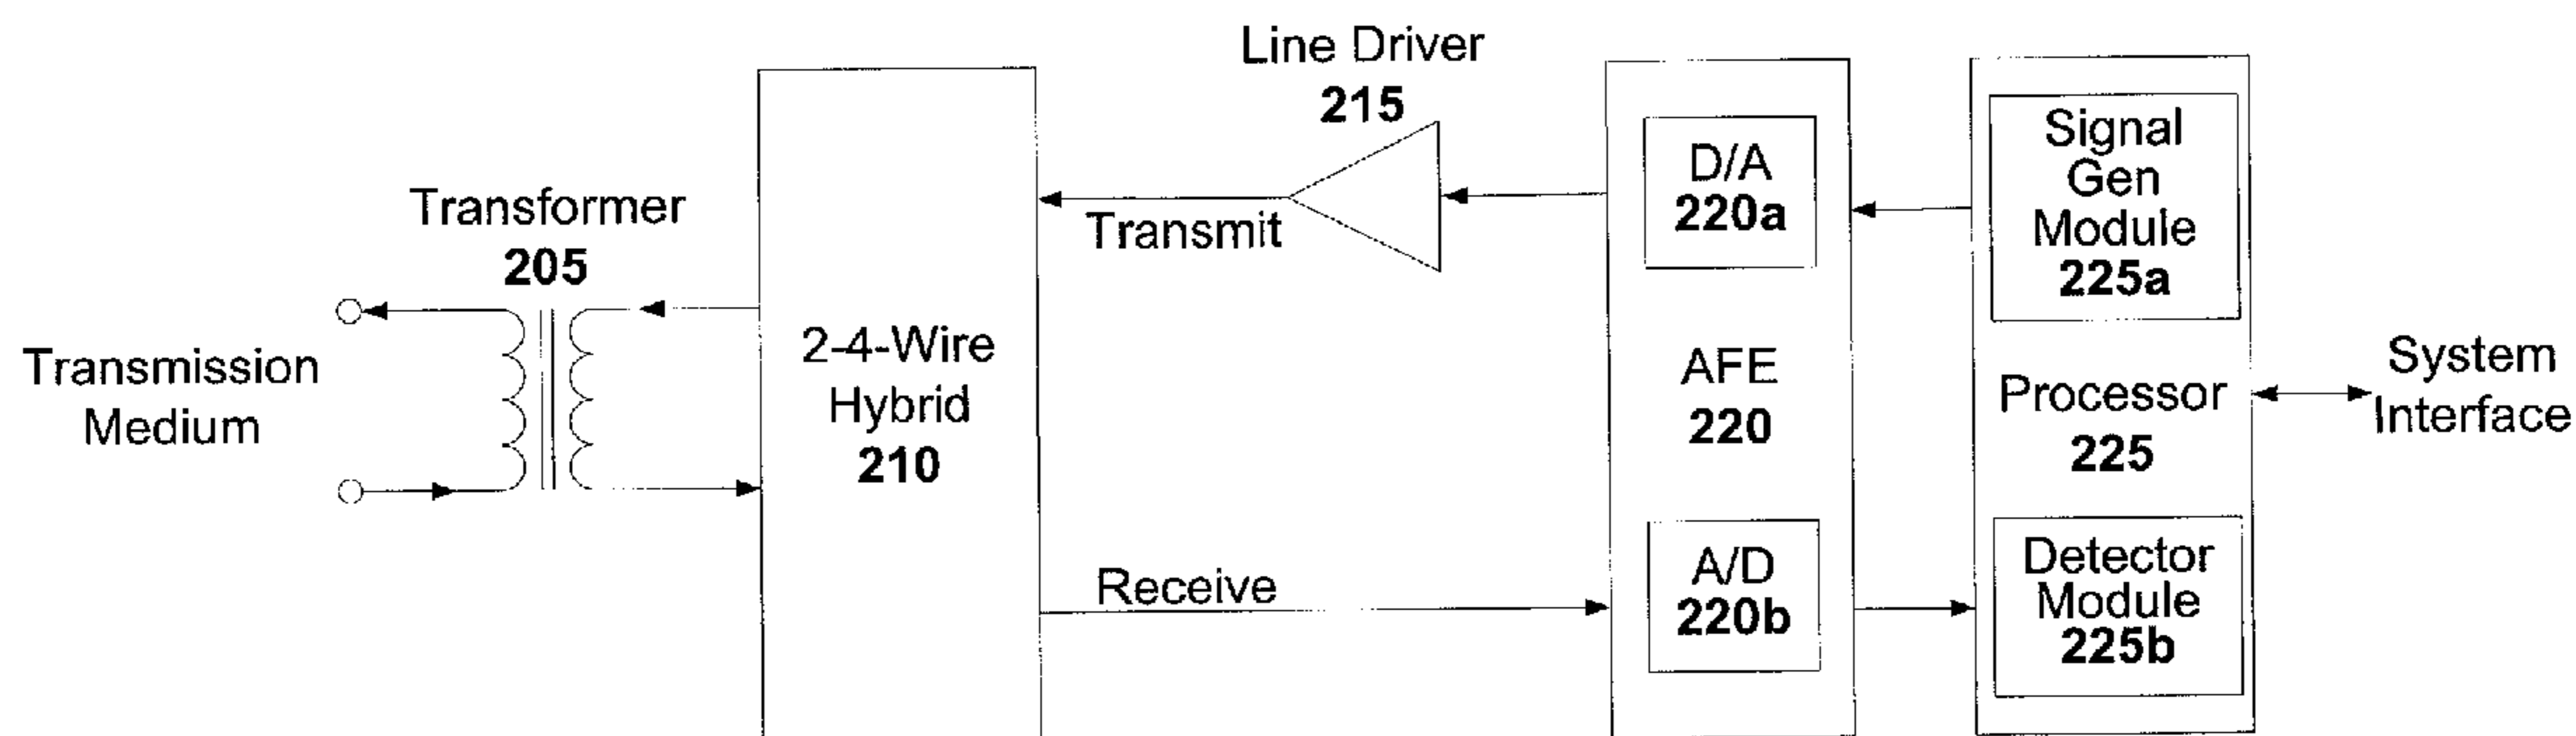 Transmission
Medium
Transformer
205
2-4-Wire
Hybrid
210
Line Driver
215
Transmit
Receive
D/A
220a
AFE
220
A/D
220b
Signal
Gen
Module
225a
Processor
225
Detector
Module
225b
System
Interface